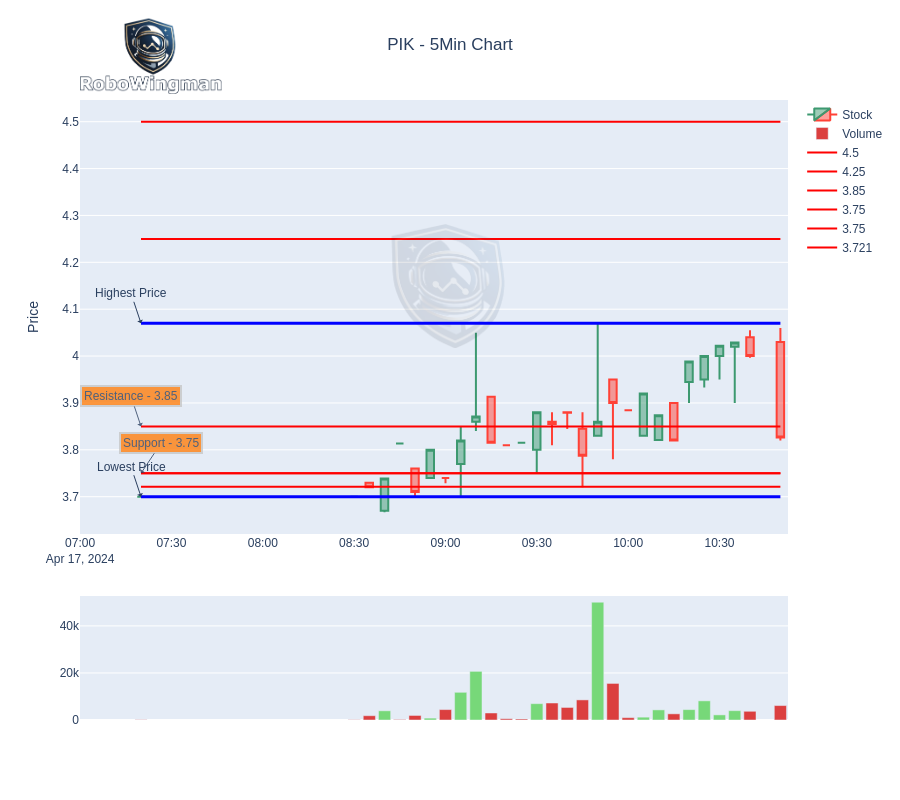 RoboWingman
PIK - 5Min Chart
Stock
Volume
4.5
4.25
3.85
3.75
3.75
3.721
Price
4.5
4.4
4.3
4.2
4.1
4
3.9
3.8
3.7
Highest Price
Resistance - 3.85
Support - 3.75
Lowest Price
07:00
07:30
08:00
08:30
09:00
09:30
10:00
10:30
Apr 17, 2024
40k
20k
0